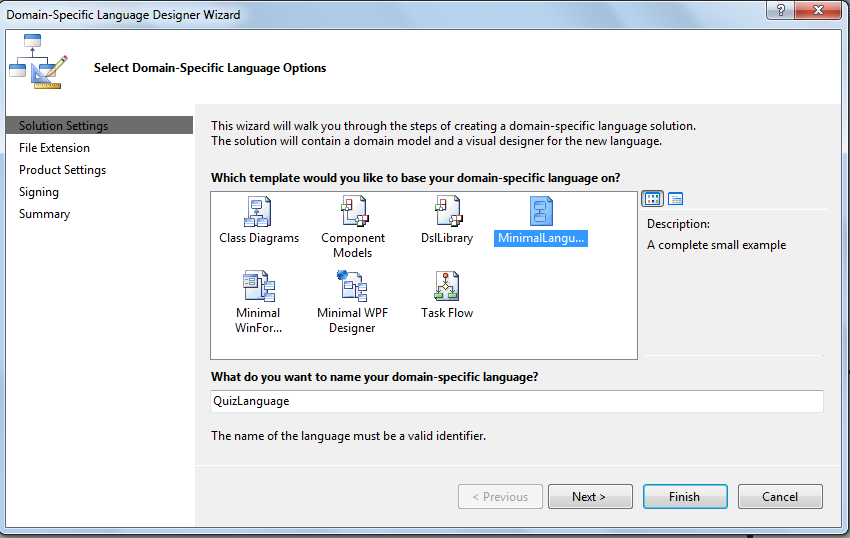 Domain-Specific Language Designer Wizard
Select Domain-Specific Language Options
Solution Settings
File Extension
Product Settings
Signing
Summary
This wizard will walk you through the steps of creating a domain-specific language solution.
The solution will contain a domain model and a visual designer for the new language.
Which template would you like to base your domain-specific language on?
Class Diagrams
Component
Models
DslLibrary
MinimalLangu...
Minimal
WinFor...
Minimal WPF
Designer
Task Flow
Description:
A complete small example
What do you want to name your domain-specific language?
QuizLanguage
The name of the language must be a valid identifier.
< Previous
Next >
Finish
Cancel